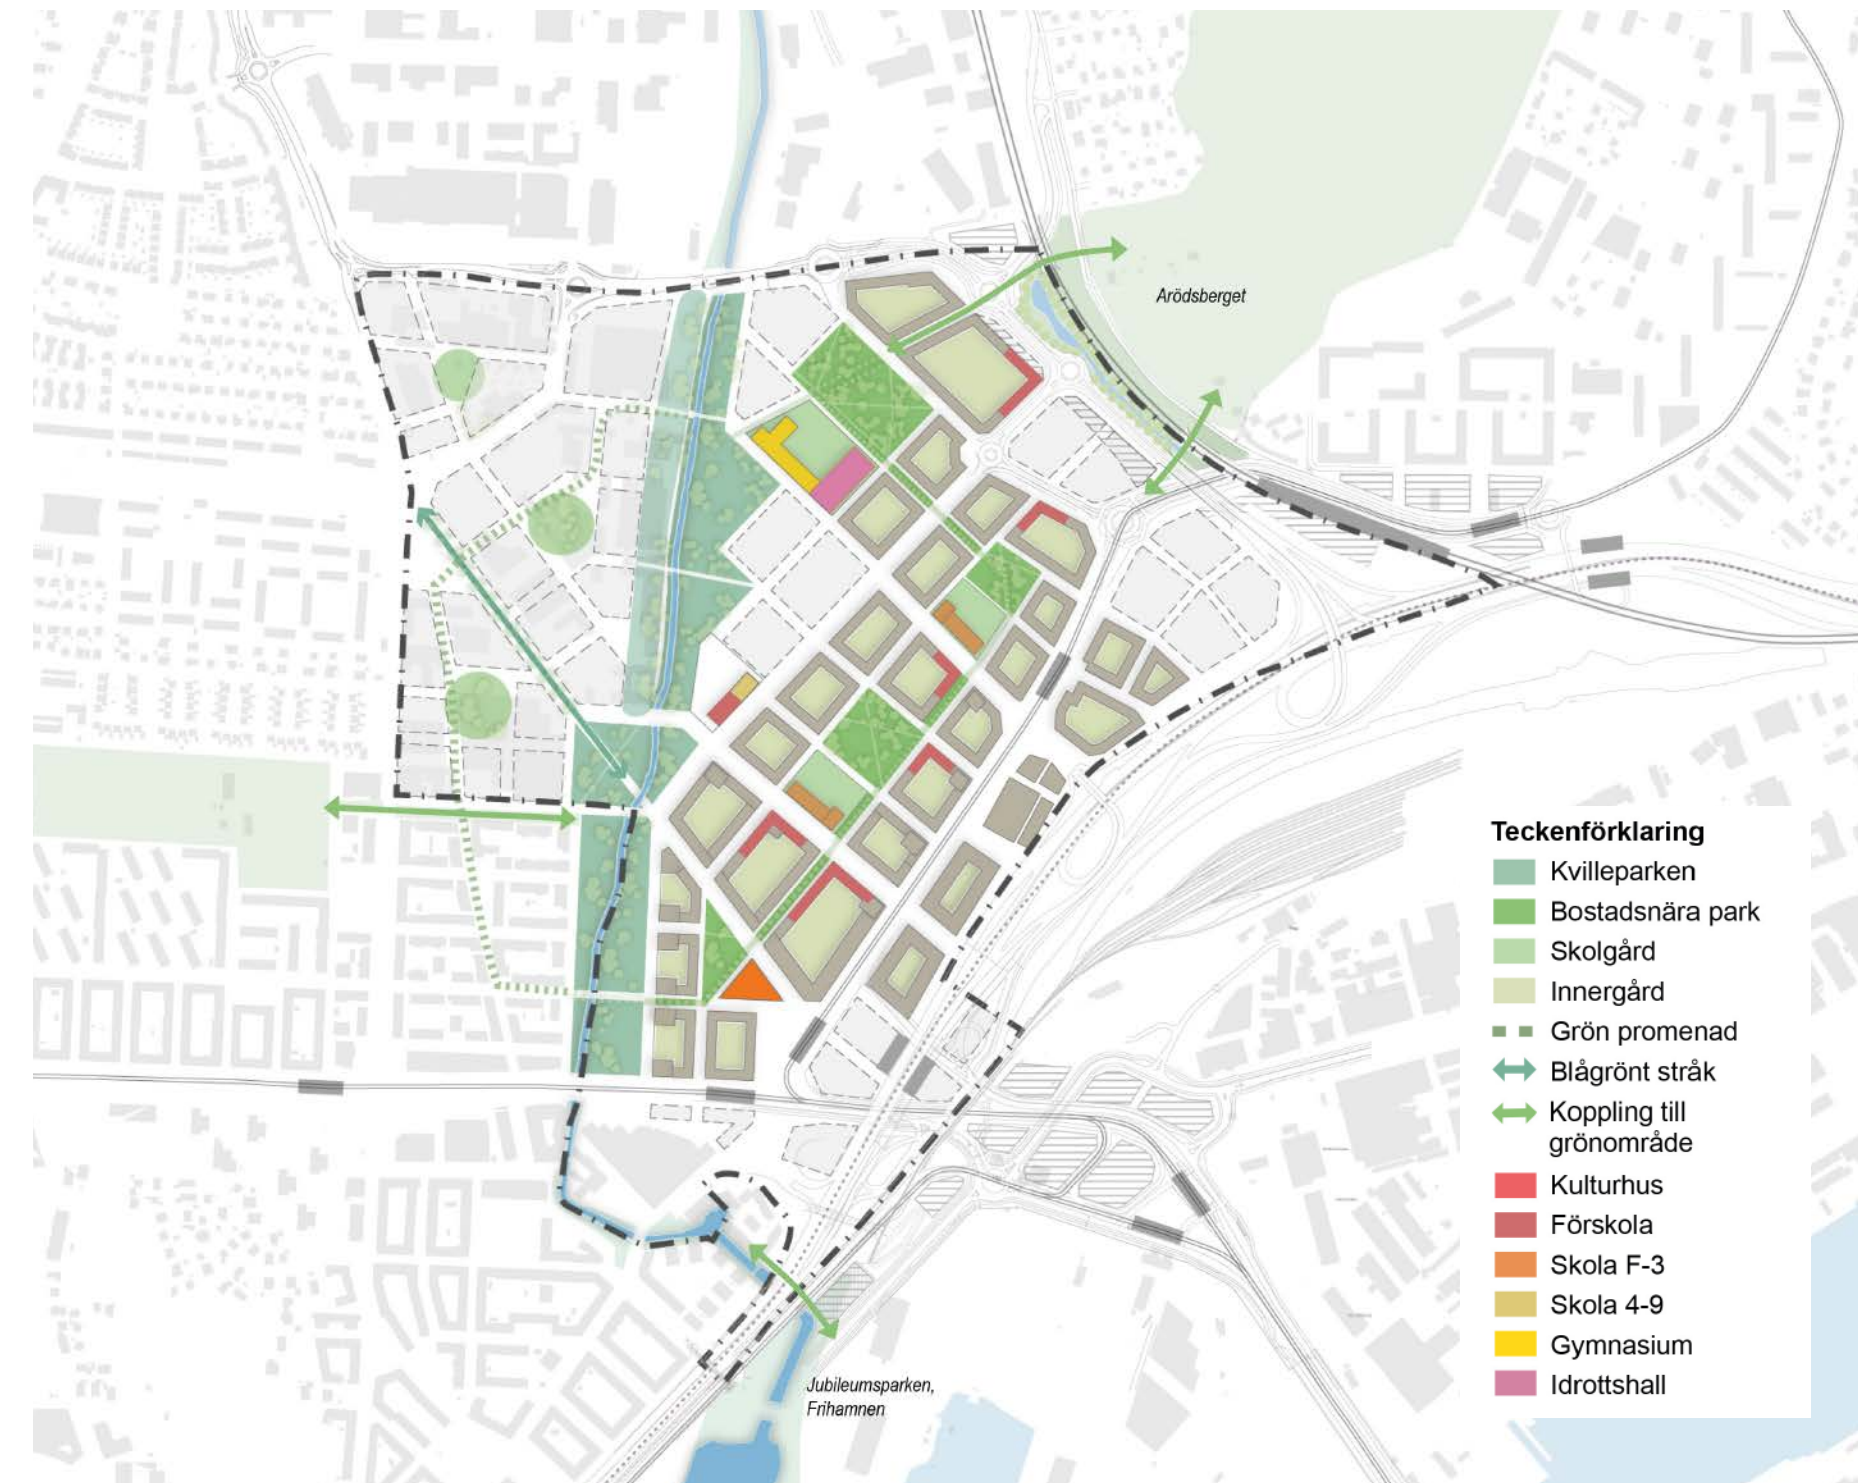 Arödsberget
Teckenförklaring
Kvilleparken
Bostadsnära park
Skolgård
Innergård
Grön promenad
Blågrönt stråk
Koppling till
grönområde
Kulturhus
Förskola
Skola F-3
Skola 4-9
Gymnasium
Idrottshall
Jubileumsparken,
Frihamnen